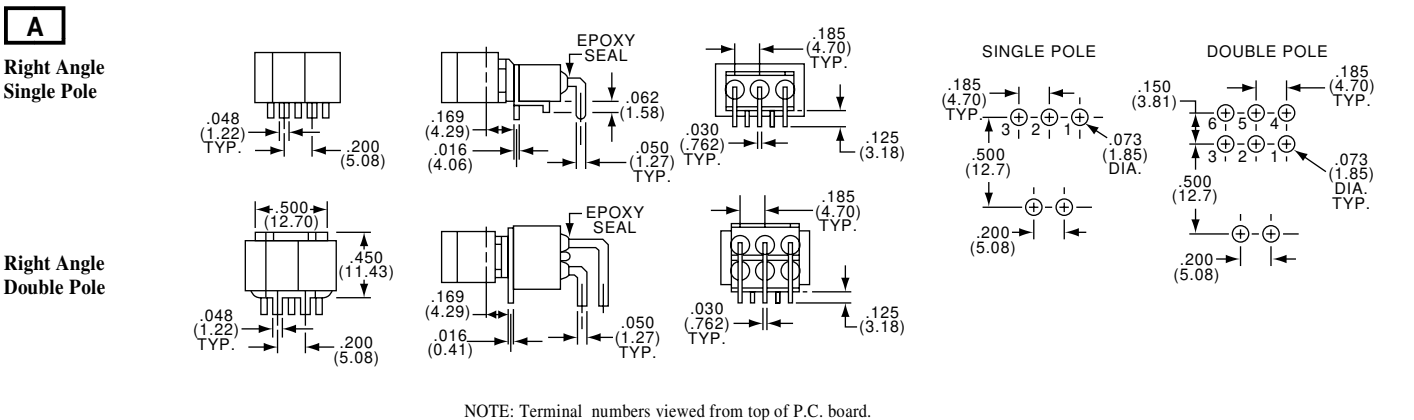 A
Right Angle
Single Pole
.048
(1.22)
TYP.
.200
(5.08)
EPOXY
SEAL
.169
(4.29)
.016
(4.06)
.062
(1.58)
.050
(1.27)
TYP.
.185
(4.70)
TYP.
.030
(.762)
TYP.
.125
(3.18)
SINGLE POLE
.185
(4.70)
TYP.
3 2 1
.073
(1.85)
DIA.
.500
(12.7)
.200
(5.08)
DOUBLE POLE
.150
(3.81)
.185
(4.70)
TYP.
6 5 4
3 2 1
.073
(1.85)
DIA.
TYP.
.500
(12.7)
.200
(5.08)
Right Angle
Double Pole
.500
(12.70)
.450
(11.43)
.048
(1.22)
TYP.
.200
(5.08)
EPOXY
SEAL
.169
(4.29)
.016
(0.41)
.050
(1.27)
TYP.
.185
(4.70)
TYP.
.030
(.762)
TYP.
.125
(3.18)
NOTE: Terminal numbers viewed from top of P.C. board.